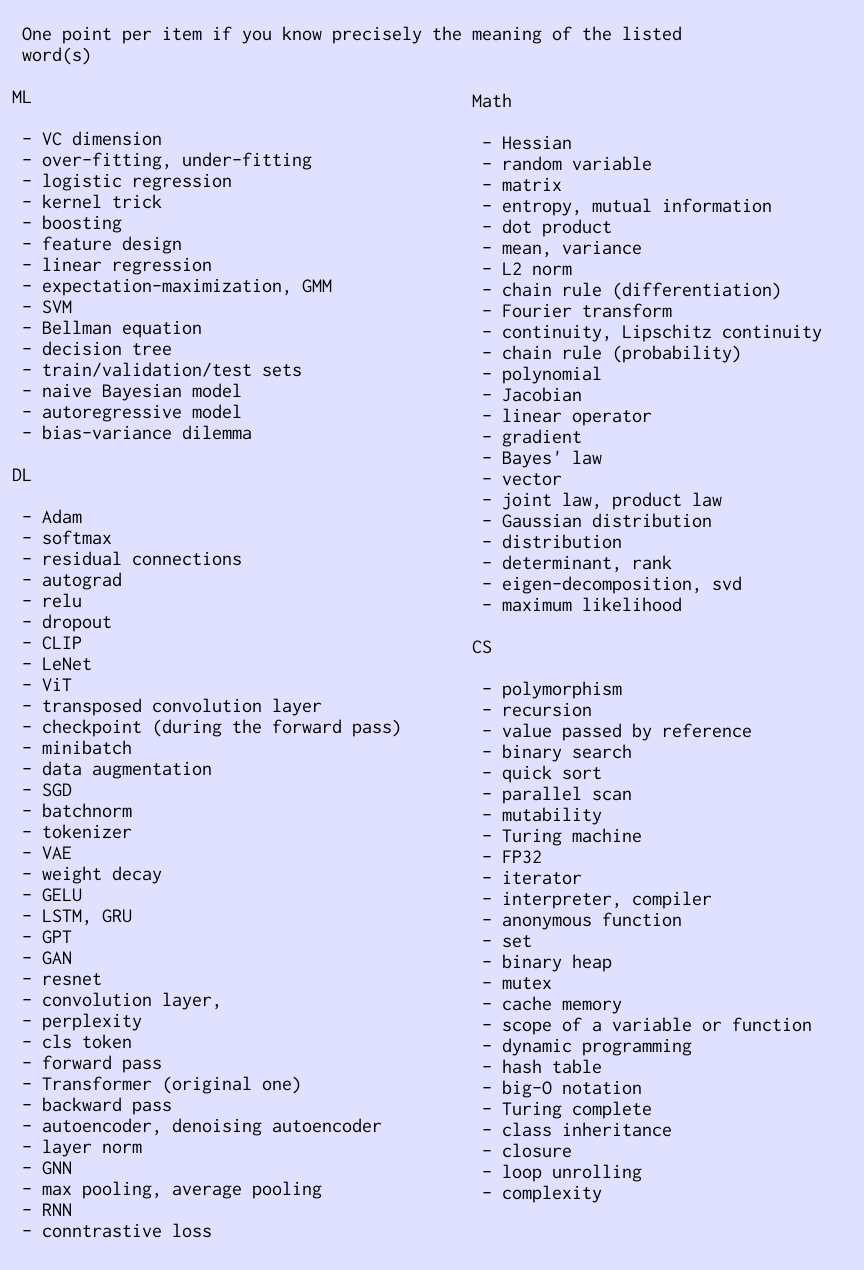 One point per item if you know precisely the meaning of the listed
word(s)
ML
- VC dimension
- over-fitting, under-fitting
- logistic regression
- kernel trick
- boosting
- feature design
- linear regression
- expectation-maximization, GMM
- SVM
- Bellman equation
- decision tree
- train/validation/test sets
- naive Bayesian model
- autoregressive model
- bias-variance dilemma
DL
- Adam
- softmax
- residual connections
- autograd
- relu
- dropout
- CLIP
- LeNet
- ViT
- transposed convolution layer
- checkpoint (during the forward pass)
- minibatch
- data augmentation
- SGD
- batchnorm
- tokenizer
- VAE
- weight decay
- GELU
- LSTM, GRU
- GPT
- GAN
- resnet
- convolution layer,
- perplexity
- cls token
- forward pass
- Transformer (original one)
- backward pass
- autoencoder, denoising autoencoder
- layer norm
- GNN
- max pooling, average pooling
- RNN
- conntrastive loss
Math
- Hessian
- random variable
- matrix
- entropy, mutual information
- dot product
- mean, variance
- L2 norm
- chain rule (differentiation)
- Fourier transform
- continuity, Lipschitz continuity
- chain rule (probability)
- polynomial
- Jacobian
- linear operator
- gradient
- Bayes' law
- vector
- joint law, product law
- Gaussian distribution
- distribution
- determinant, rank
- eigen-decomposition, svd
- maximum likelihood
CS
- polymorphism
- recursion
- value passed by reference
- binary search
- quick sort
- parallel scan
- mutability
- Turing machine
- FP32
- iterator
- interpreter, compiler
- anonymous function
- set
- binary heap
- mutex
- cache memory
- scope of a variable or function
- dynamic programming
- hash table
- big-O notation
- Turing complete
- class inheritance
- closure
- loop unrolling
- complexity